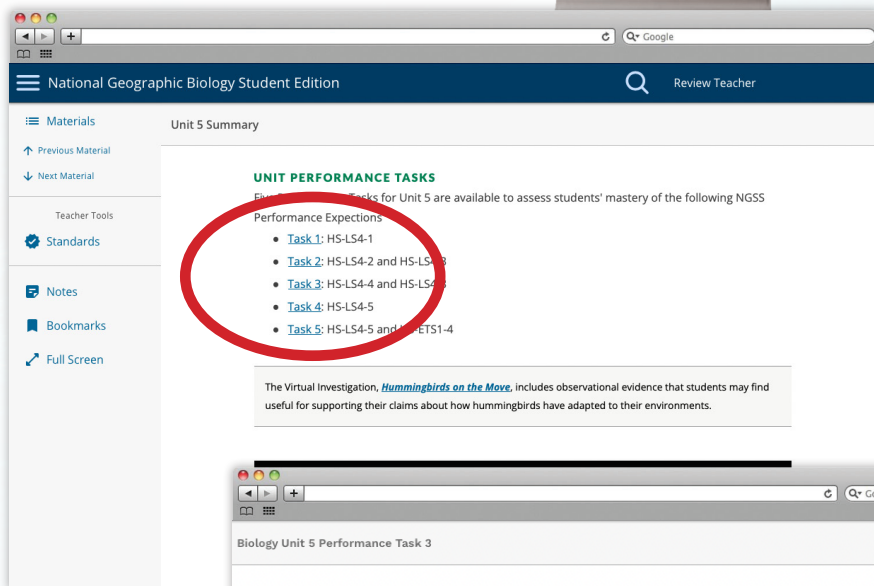 Google
National Geographic Biology Student Edition
Review Teacher
Materials
Previous Material
Next Material
Teacher Tools
Standards
Notes
Bookmarks
Full Screen
Unit 5 Summary
UNIT PERFORMANCE TASKS
Tasks for Unit 5 are available to assess students' mastery of the following NGSS
Performance Expections
Task 1: HS-LS4-1
Task 2: HS-LS4-2 and
Task 3: HS-LS4-4 and
Task 4: HS-LS4-5
Task 5: HS-LS4-5 and
The Virtual Investigation, Hummingbirds on the Move, includes observational evidence that students may find
useful for supporting their claims about how hummingbirds have adapted to their environments.
Biology Unit 5 Performance Task 3